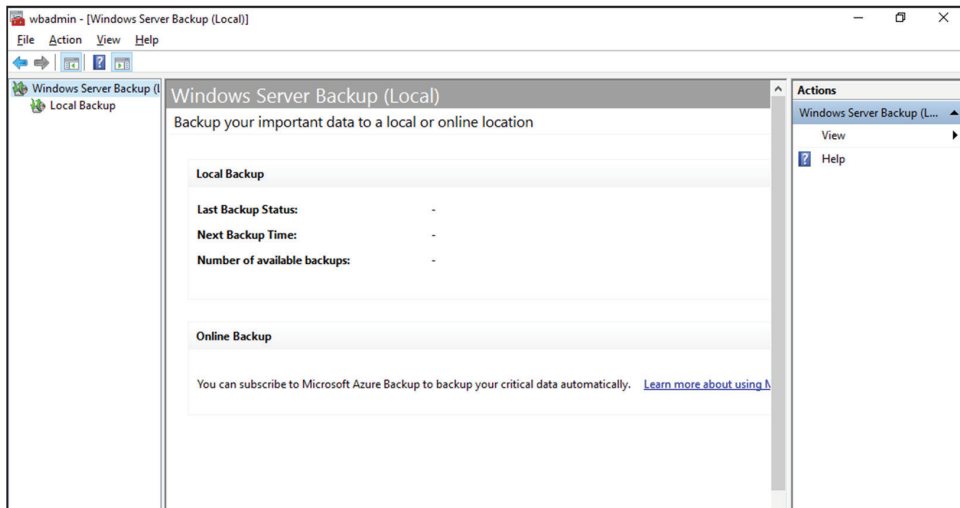 wbadmin - [Windows Server Backup (Local)]
File Action View Help
Windows Server Backup (L
Local Backup
Windows Server Backup (Local)
Backup your important data to a local or online location
Local Backup
Last Backup Status: -
Next Backup Time: -
Number of available backups: -
Online Backup
You can subscribe to Microsoft Azure Backup to backup your critical data automatically. Learn more about using M
Actions
Windows Server Backup (L...
View
Help